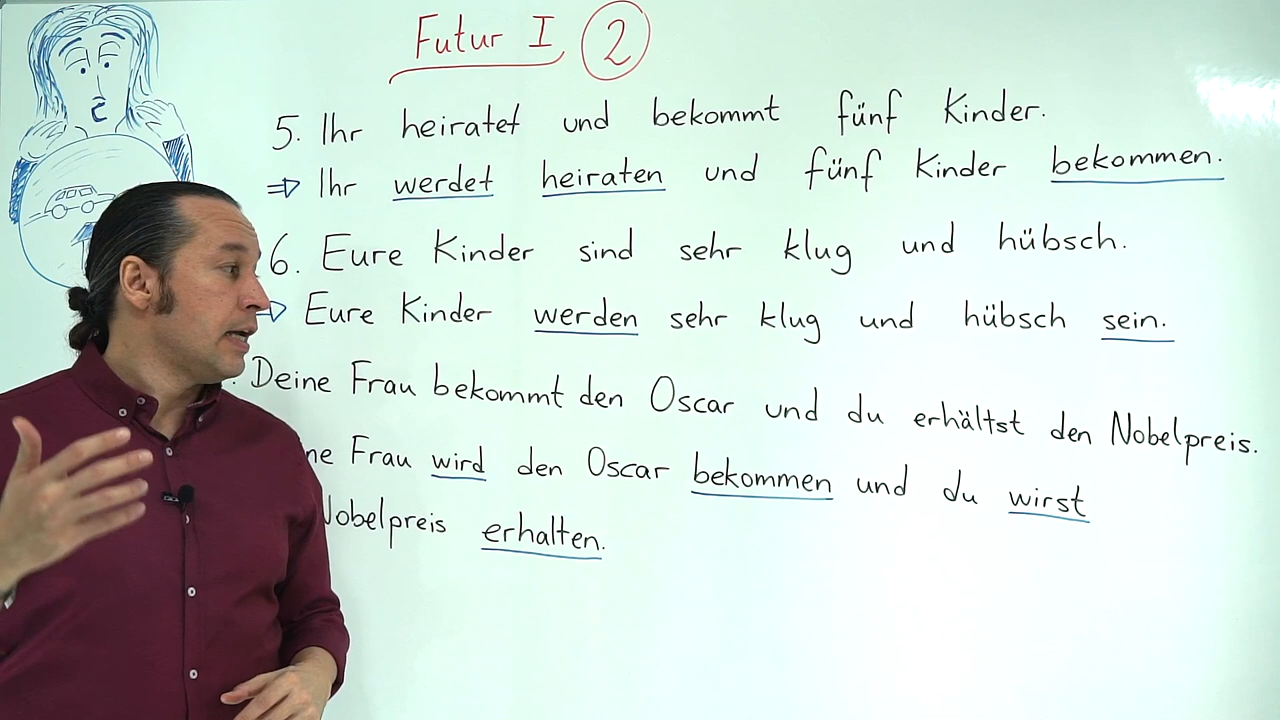 Futur I 2
5. Ihr heiratet und bekommt fünf Kinder.
⇒ Ihr werdet heiraten und fünf Kinder bekommen.
6. Eure Kinder sind sehr klug und hübsch.
⇒ Eure Kinder werden sehr klug und hübsch sein.
. Deine Frau bekommt den Oscar und du erhältst den Nobelpreis.
ne Frau wird den Oscar bekommen und du wirst
Nobelpreis erhalten.